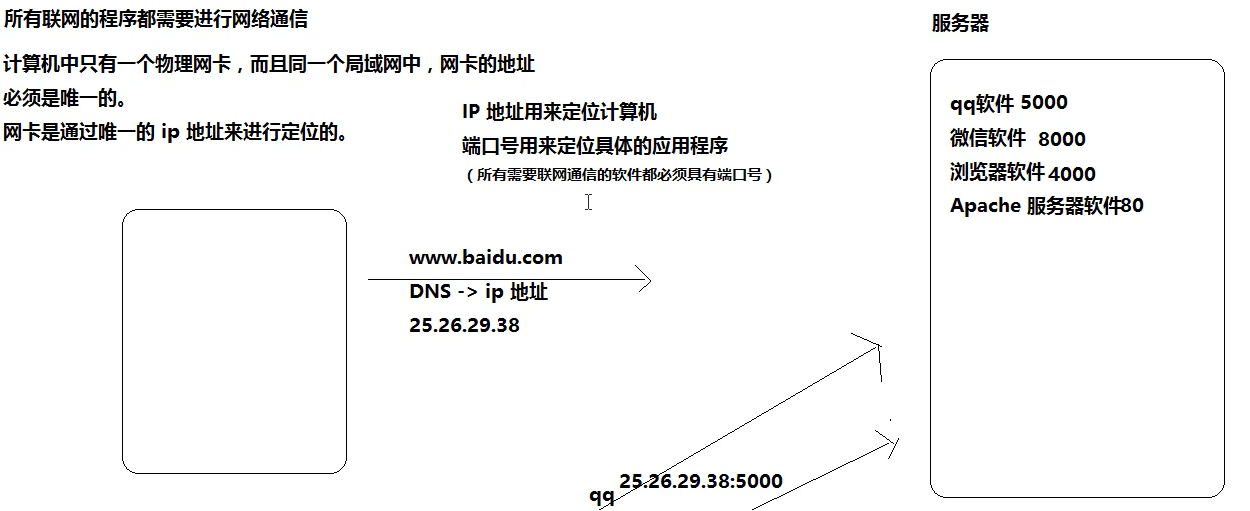 所有联网的程序都需要进行网络通信
计算机中只有一个物理网卡，而且同一个局域网中，网卡的地址
必须是唯一的。
网卡是通过唯一的 ip 地址来进行定位的。
IP 地址用来定位计算机
端口号用来定位具体的应用程序
（所有需要联网通信的软件都必须具有端口号）
www.baidu.com
DNS -> ip 地址
25.26.29.38
qq 25.26.29.38:5000
服务器
qq软件 5000
微信软件 8000
浏览器软件 4000
Apache 服务器软件80